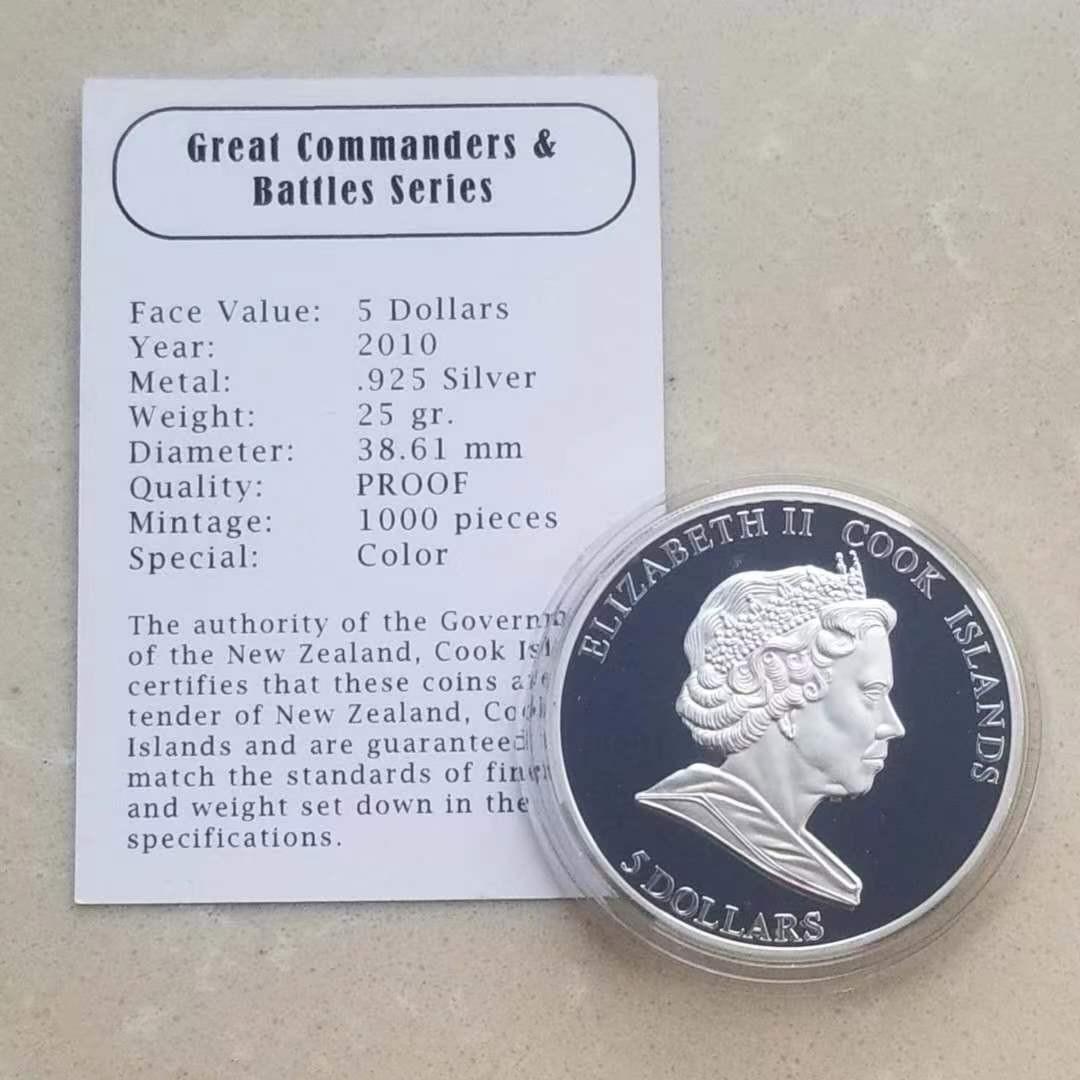 Great Commanders &
Battles Series
Face Value: 5 Dollars
Year: 2010
Metal: .925 Silver
Weight: 25 gr.
Diameter: 38.61 mm
Quality: PROOF
Mintage: 1000 pieces
Special: Color
The authority of the
of the New Zealand, Cook
certifies that these coins
tender of New Zealand,
Islands and are guaranteed
match the standards of
and weight set down in the
specifications.
ELIZABETH II COOK ISLANDS
5 DOLLARS